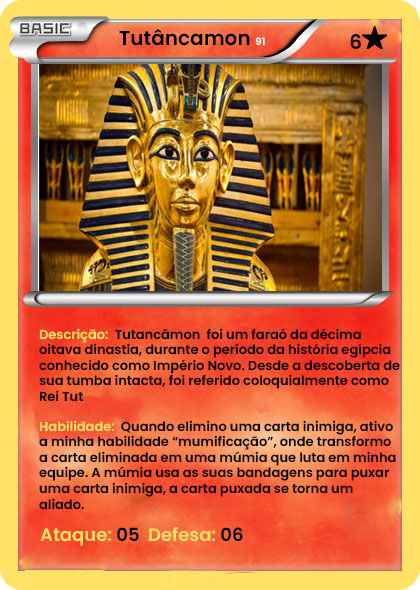 BASIC
Tutâncamon 91
6★
Descrição: Tutancâmon foi um faraó da décima
oitava dinastia, durante o período da história egípcia
conhecido como Império Novo. Desde a descoberta de
sua tumba intacta, foi referido coloquialmente como
Rei Tut
Habilidade: Quando elimino uma carta inimiga, ativo
a minha habilidade “mumificação”, onde transformo
a carta eliminada em uma múmia que luta em minha
equipe. A múmia usa as suas bandagens para puxar
uma carta inimiga, a carta puxada se torna um
aliado.
Ataque: 05 Defesa: 06